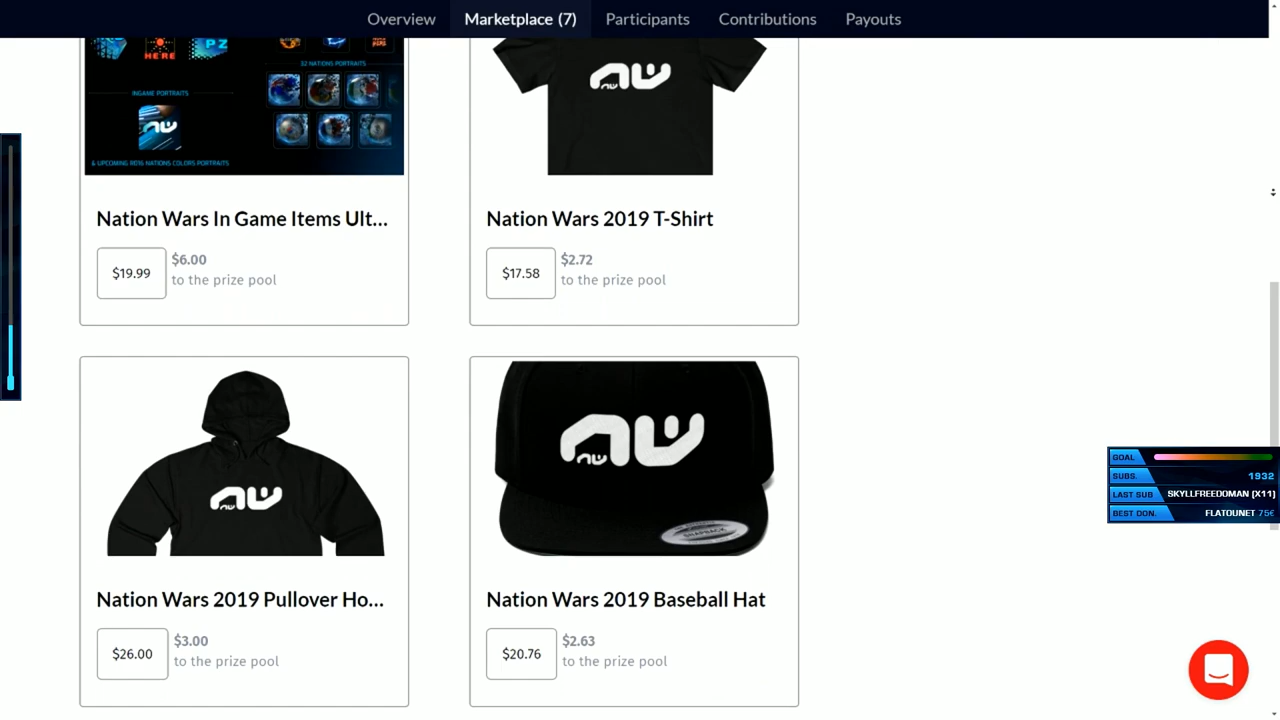 Overview
Marketplace (7)
Participants
Contributions
Payouts
HERE
PZ
32 NATIONS PORTRAITS
INGAME PORTRAITS
& UPCOMING RO16 NATIONS COLORS PORTRAITS
Nation Wars In Game Items Ult...
$19.99
$6.00
to the prize pool
Nation Wars 2019 T-Shirt
$17.58
$2.72
to the prize pool
Nation Wars 2019 Pullover Ho...
$26.00
$3.00
to the prize pool
SNAPBACK
Nation Wars 2019 Baseball Hat
$20.76
$2.63
to the prize pool
GOAL
SUBS. 1932
LAST SUB SKYLLFREEDOMAN (X11)
BEST DON. FLATOUNET 75€